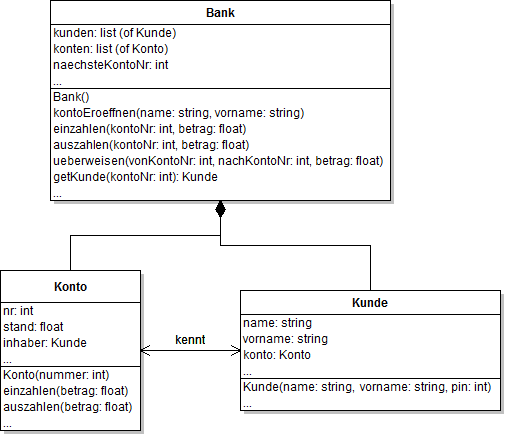 Bank
kunden: list (of Kunde)
konten: list (of Konto)
naechsteKontoNr: int
...
Bank()
kontoEroeffnen(name: string, vorname: string)
einzahlen(kontoNr: int, betrag: float)
auszahlen(kontoNr: int, betrag: float)
ueberweisen(vonKontoNr: int, nachKontoNr: int, betrag: float)
getKunde(kontoNr: int): Kunde
...
Konto
nr: int
stand: float
inhaber: Kunde
...
Konto(nummer: int)
einzahlen(betrag: float)
auszahlen(betrag: float)
...
kennt
Kunde
name: string
vorname: string
konto: Konto
...
Kunde(name: string, vorname: string, pin: int)
...